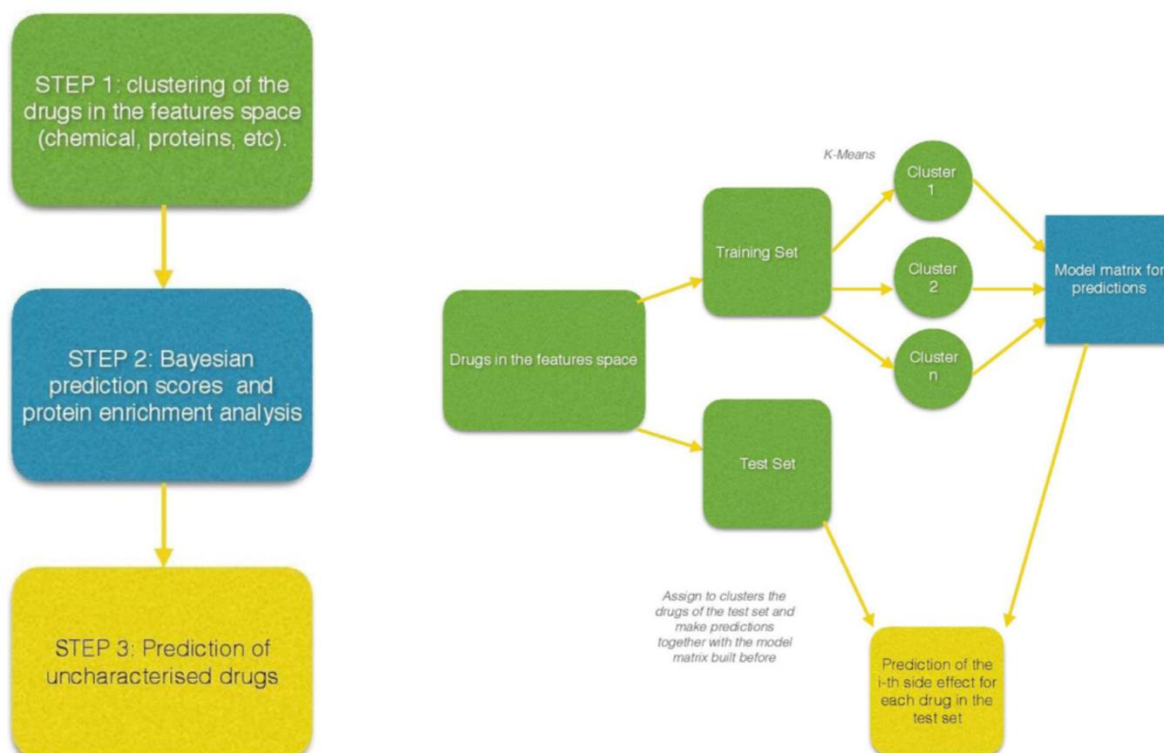 STEP 1: clustering of the
drugs in the features space
(chemical, proteins, etc).
STEP 2: Bayesian
prediction scores and
protein enrichment analysis
STEP 3: Prediction of
uncharacterised drugs
K-Means
Cluster
1
Training Set
Cluster
2
Model matrix for
predictions
Drugs in the features space
Cluster
n
Test Set
Assign to clusters the
drugs of the test set and
make predictions
together with the model
matrix built before
Prediction of the
i-th side effect for
each drug in the
test set